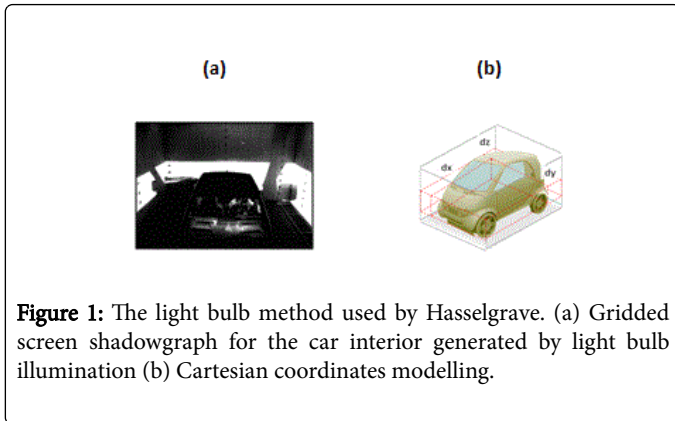 (a) (b)
dz
dx
dy
Figure 1: The light bulb method used by Hasselgrave. (a) Gridded
screen shadowgraph for the car interior generated by light bulb
illumination (b) Cartesian coordinates modelling.